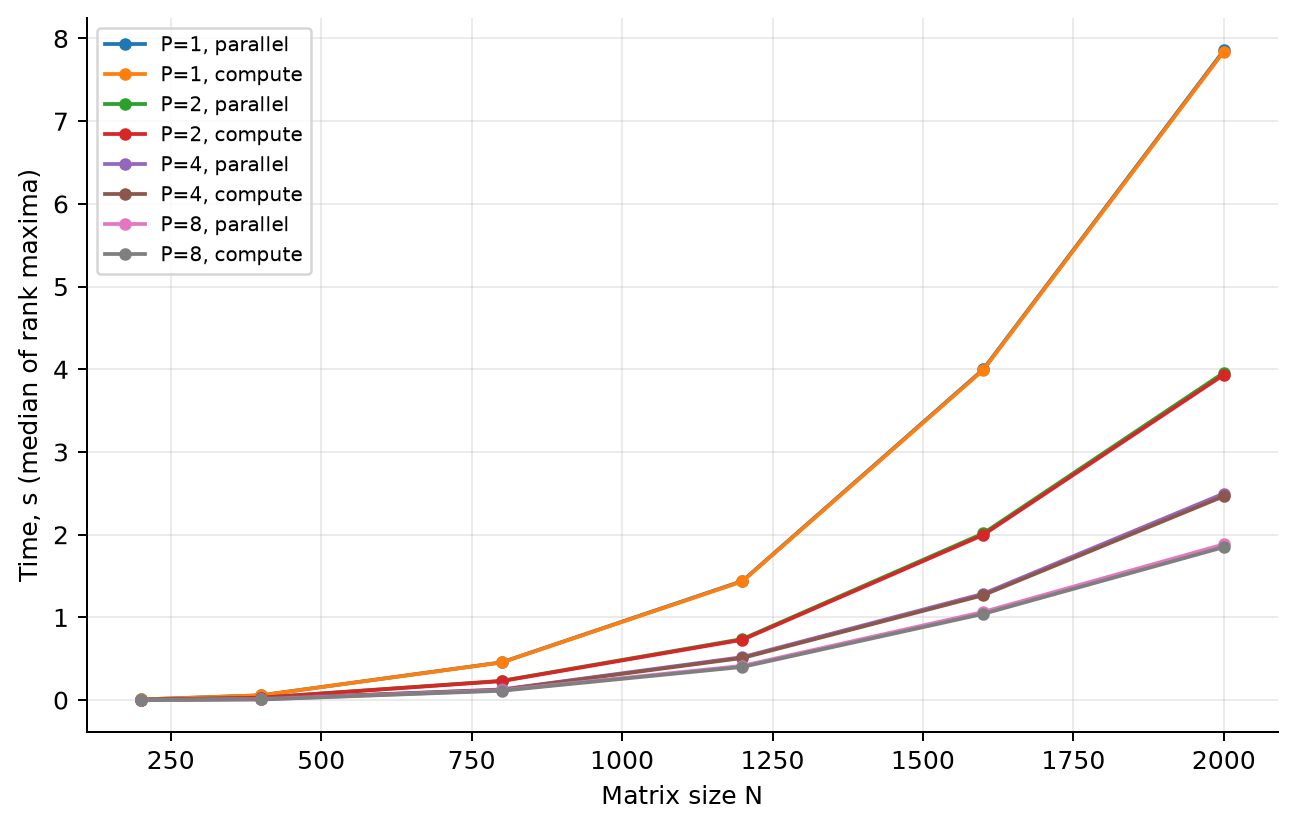 P=1, parallel
P=1, compute
P=2, parallel
P=2, compute
P=4, parallel
P=4, compute
P=8, parallel
P=8, compute
Time, s (median of rank maxima)
8
7
6
5
4
3
2
1
0
250 500 750 1000 1250 1500 1750 2000
Matrix size N